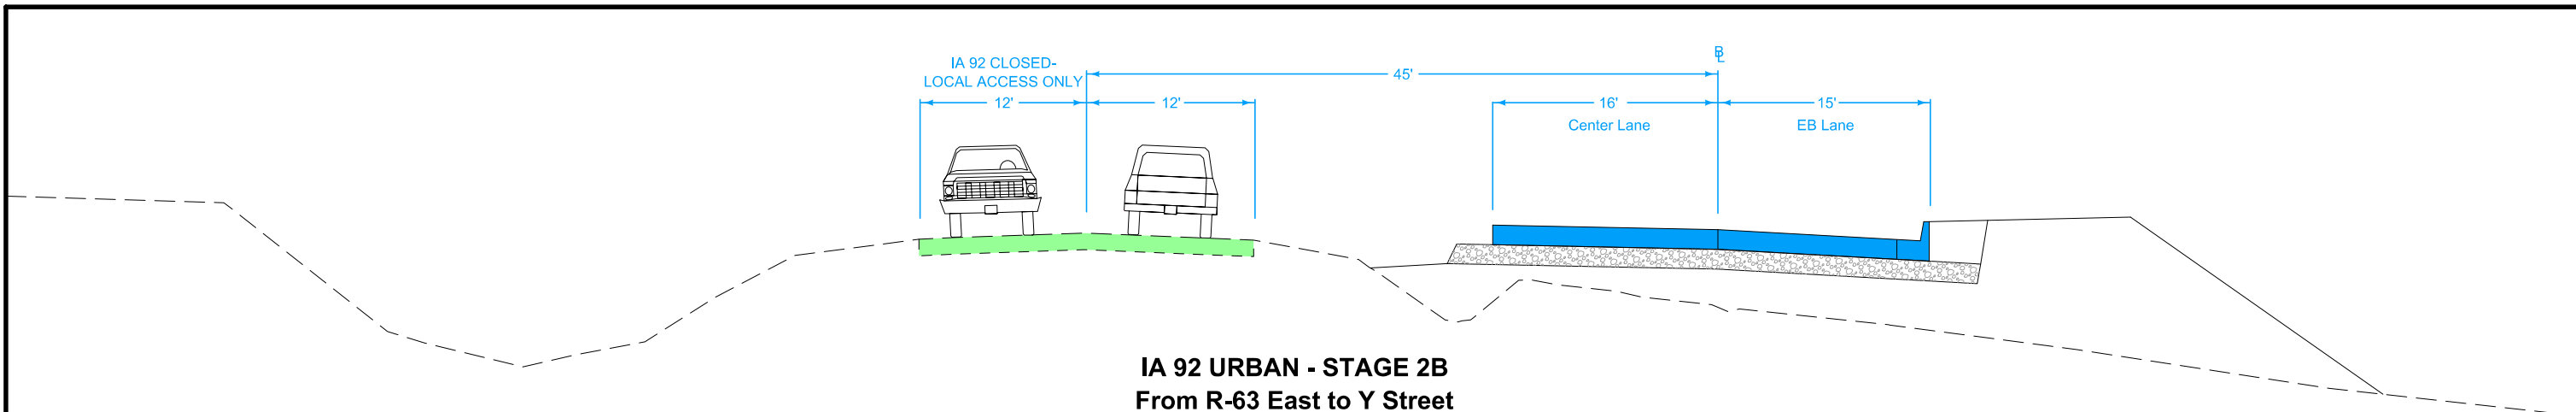 IA 92 CLOSED-
LOCAL ACCESS ONLY
12'
12'
45'
BL
16'
Center Lane
15'
EB Lane
IA 92 URBAN - STAGE 2B
From R-63 East to Y Street